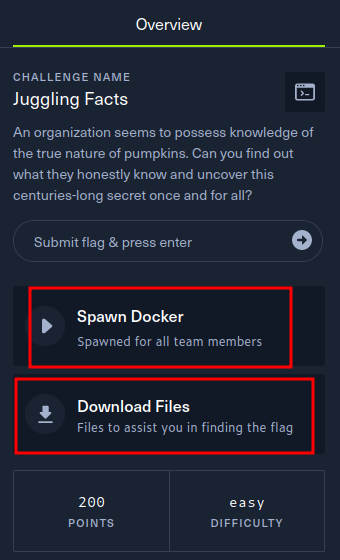 Overview
CHALLENGE NAME
Juggling Facts
An organization seems to possess knowledge of
the true nature of pumpkins. Can you find out
what they honestly know and uncover this
centuries-long secret once and for all?
Submit flag & press enter
Spawn Docker
Spawned for all team members
Download Files
Files to assist you in finding the flag
200
POINTS
easy
DIFFICULTY